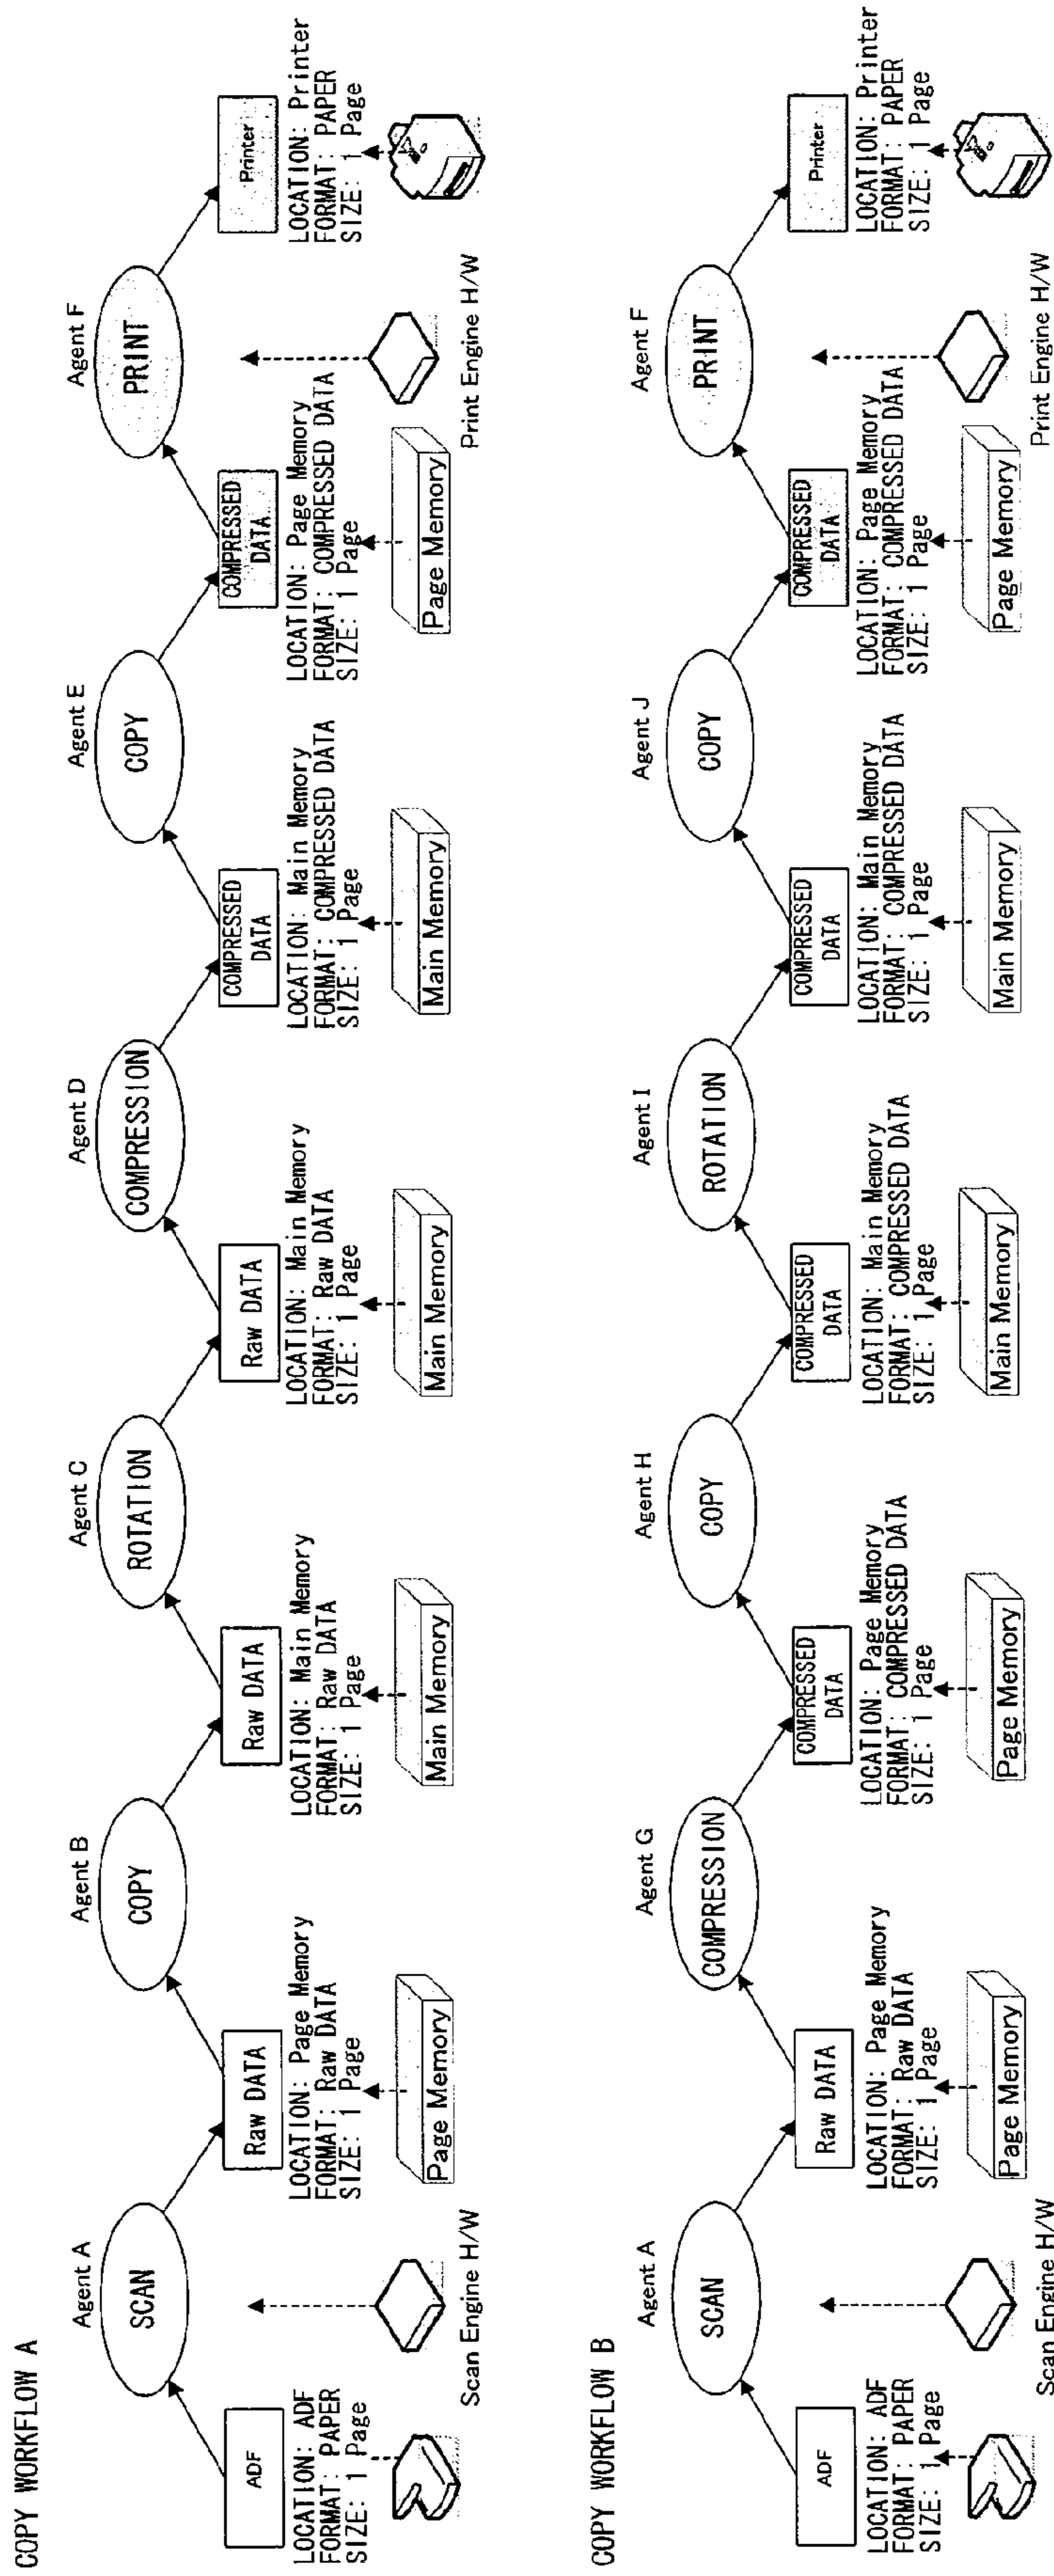 COPY WORKFLOW A
Agent A
Agent B
Agent C
Agent D
Agent E
Agent F
SCAN
COPY
ROTATION
COMPRESSION
COPY
PRINT
ADF
LOCATION: ADF
FORMAT: PAPER
SIZE: 1 Page
Scan Engine H/W
Raw DATA
LOCATION: Page Memory
FORMAT: Raw DATA
SIZE: 1 Page
Page Memory
Raw DATA
LOCATION: Main Memory
FORMAT: Raw DATA
SIZE: 1 Page
Main Memory
Raw DATA
LOCATION: Main Memory
FORMAT: Raw DATA
SIZE: 1 Page
Main Memory
COMPRESSED
DATA
LOCATION: Main Memory
FORMAT: COMPRESSED DATA
SIZE: 1 Page
Main Memory
COMPRESSED
DATA
LOCATION: Page Memory
FORMAT: COMPRESSED DATA
SIZE: 1 Page
Page Memory
Print Engine H/W
Printer
LOCATION: Printer
FORMAT: PAPER
SIZE: 1 Page
COPY WORKFLOW B
Agent A
Agent G
Agent H
Agent I
Agent J
Agent F
SCAN
COMPRESSION
COPY
ROTATION
COPY
PRINT
ADF
LOCATION: ADF
FORMAT: PAPER
SIZE: 1 Page
Scan Engine H/W
Raw DATA
LOCATION: Page Memory
FORMAT: Raw DATA
SIZE: 1 Page
Page Memory
COMPRESSED
DATA
LOCATION: Page Memory
FORMAT: COMPRESSED DATA
SIZE: 1 Page
Page Memory
COMPRESSED
DATA
LOCATION: Main Memory
FORMAT: COMPRESSED DATA
SIZE: 1 Page
Main Memory
COMPRESSED
DATA
LOCATION: Main Memory
FORMAT: COMPRESSED DATA
SIZE: 1 Page
Main Memory
COMPRESSED
DATA
LOCATION: Page Memory
FORMAT: COMPRESSED DATA
SIZE: 1 Page
Page Memory
Print Engine H/W
Printer
LOCATION: Printer
FORMAT: PAPER
SIZE: 1 Page